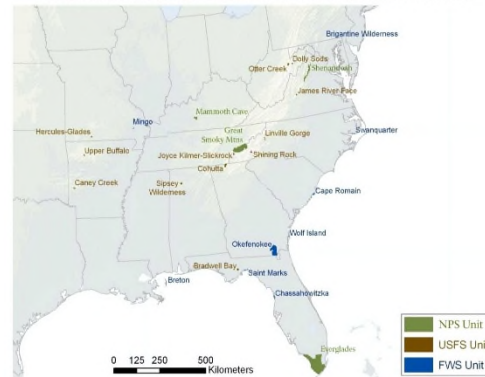 Brigantine Wilderness
Dolly Sods
Otter Creek
Shenandoah
James River Face
Mammoth Cave
Mingo
Hercules-Glades
Great
Smoky Mtns
Linville Gorge
Swanquarter
Upper Buffalo
Joyce Kilmer-Slickrock
Shining Rock
Cohutta
Caney Creek
Sipsey
Wilderness
Cape Romain
Wolf Island
Okefenokee
Bradwell Bay
Saint Marks
Breton
Chassahowitzka
Everglades
NPS Unit
USFS Uni
FWS Unit
0 125 250 500
Kilometers